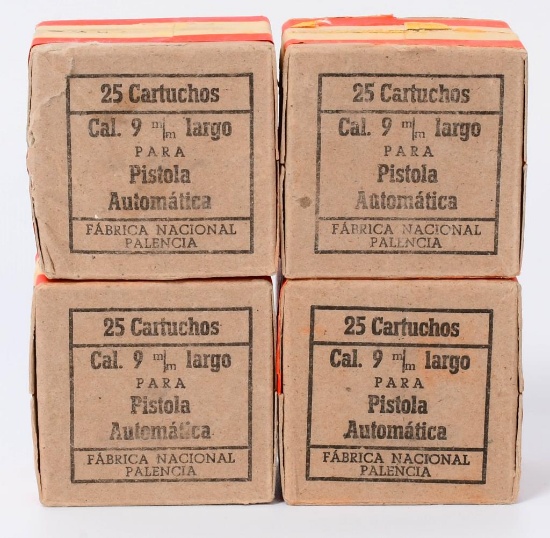 25 Cartuchos
Cal. 9 m/m largo
PARA
Pistola
Automática
FÁBRICA NACIONAL
PALENCIA
25 Cartuchos
Cal. 9 m/m largo
PARA
Pistola
Automática
FÁBRICA NACIONAL
PALENCIA
25 Cartuchos
Cal. 9 m/m largo
PARA
Pistola
Automática
FÁBRICA NACIONAL
PALENCIA
25 Cartuchos
Cal. 9 m/m largo
PARA
Pistola
Automática
FÁBRICA NACIONAL
PALENCIA